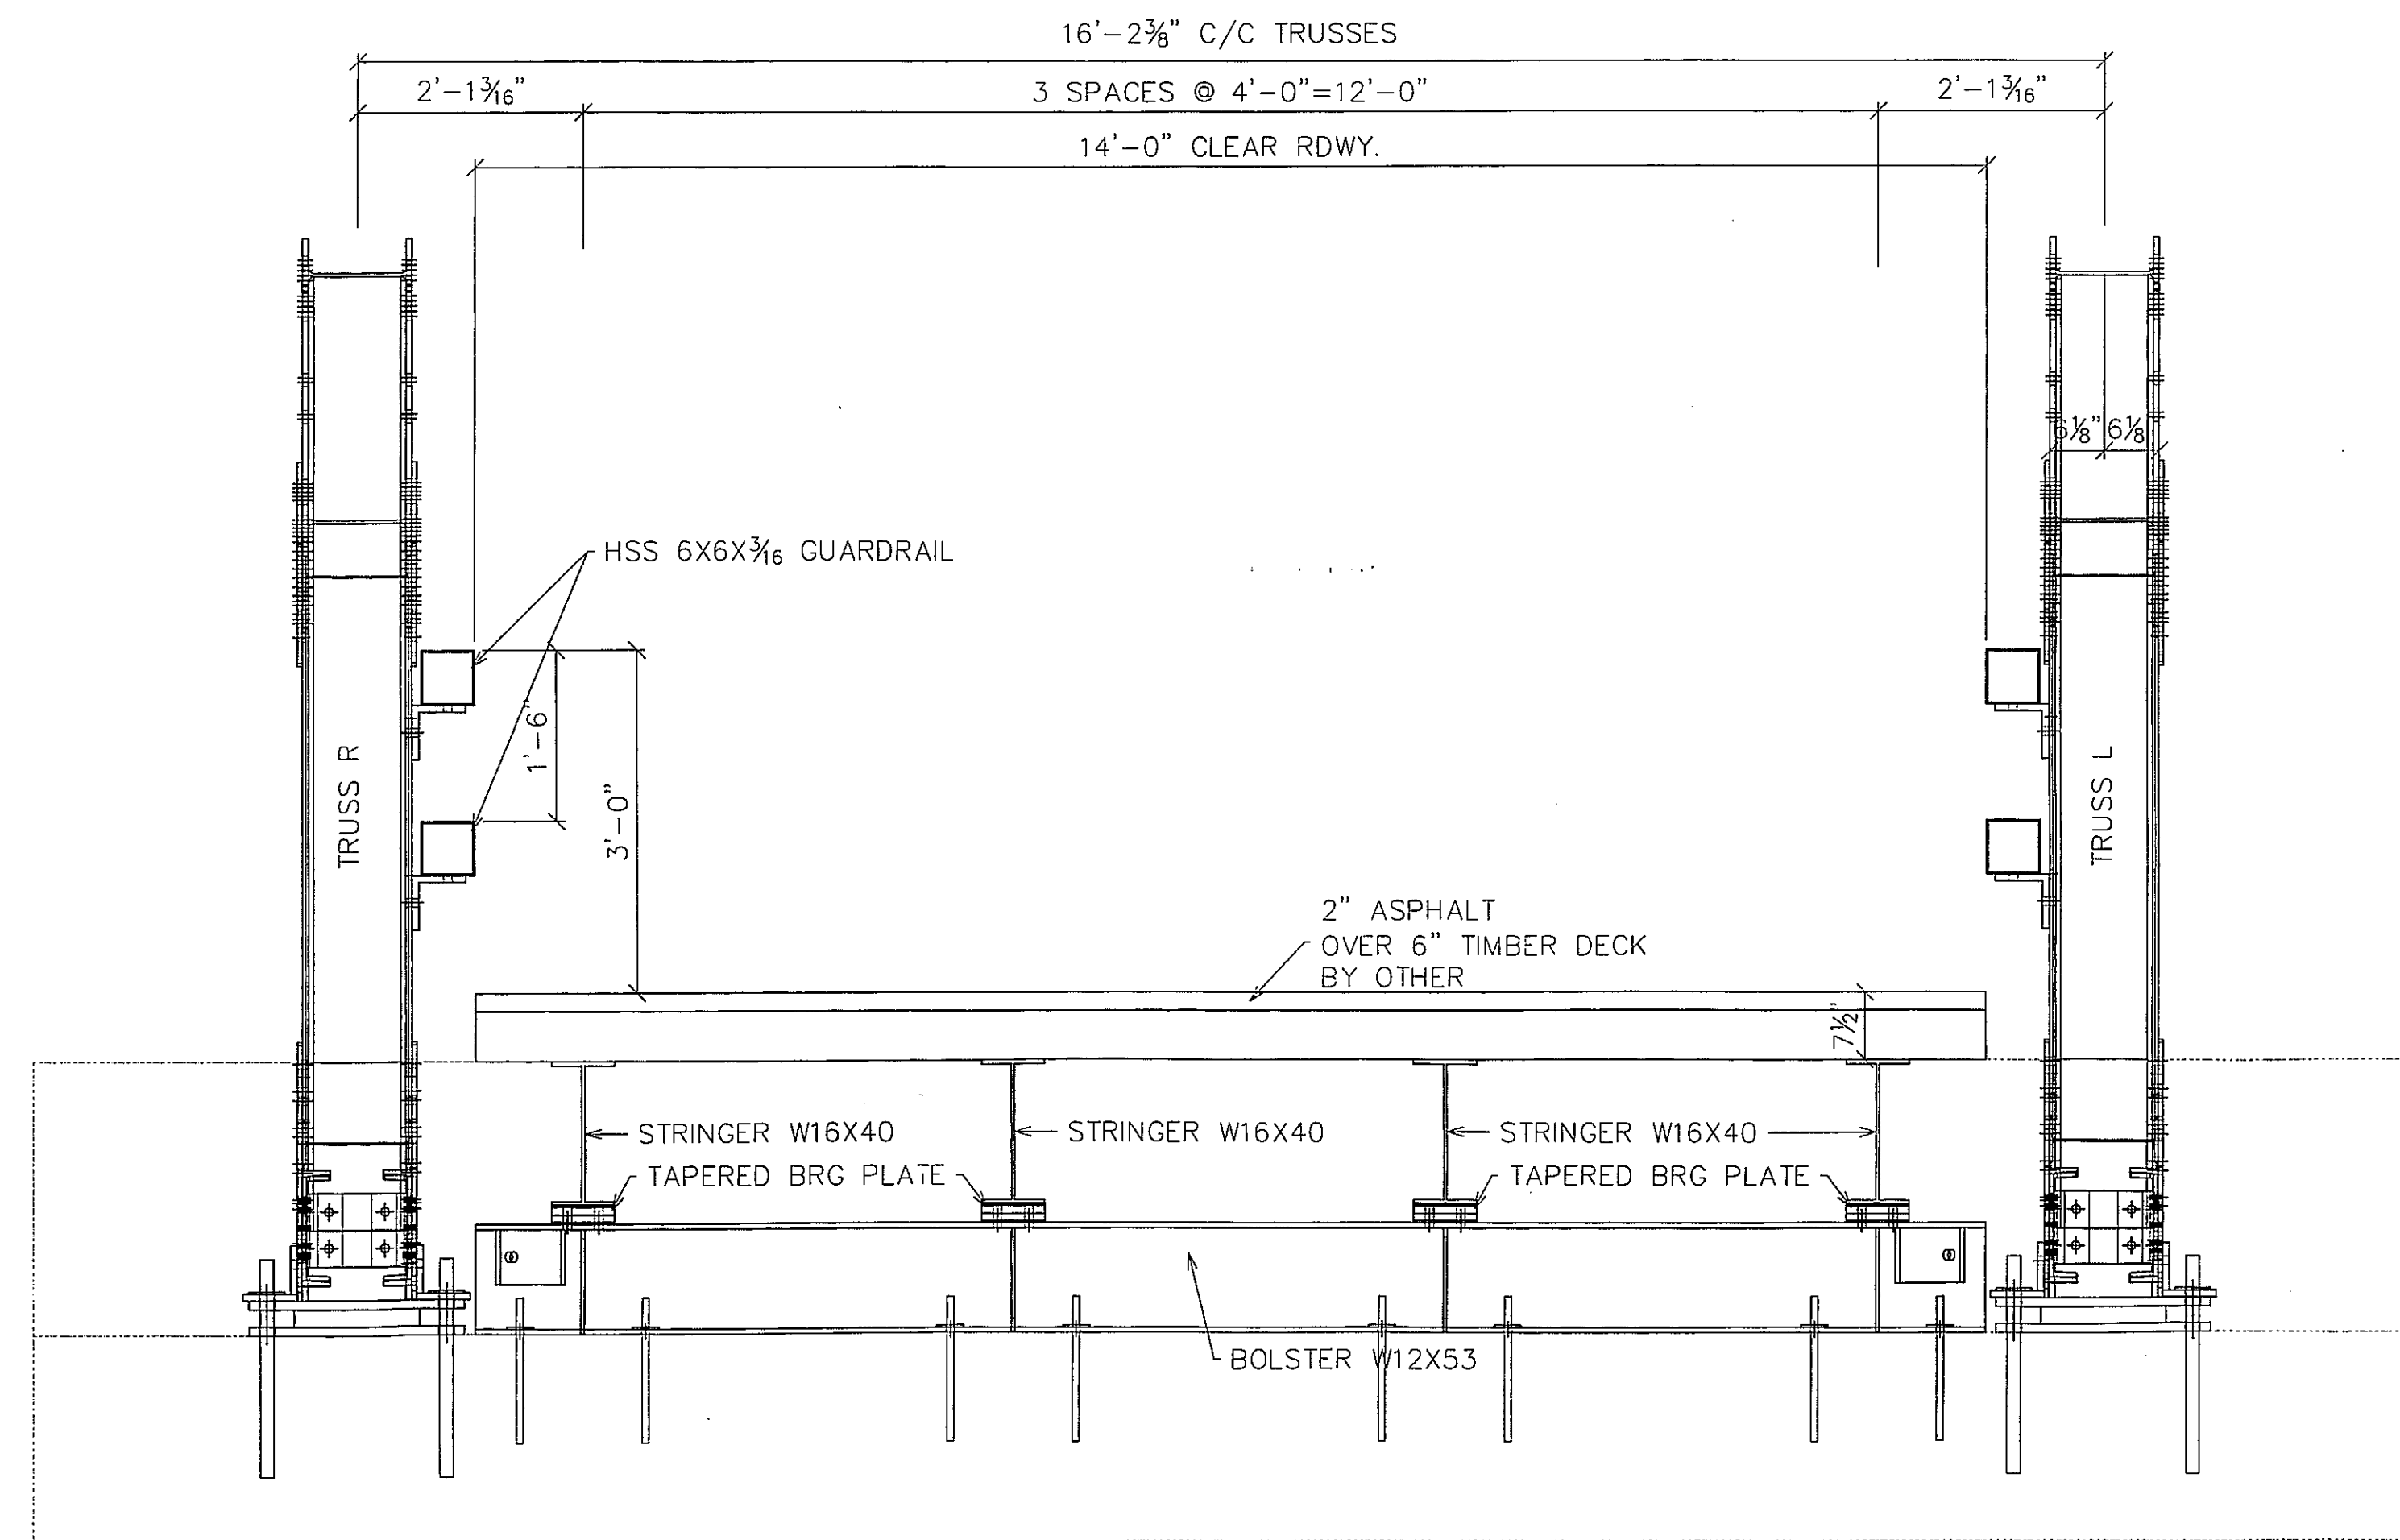 16'-2⅜" C/C TRUSSES
2'-1³⁄₁₆"
3 SPACES @ 4'-0"=12'-0"
2'-1³⁄₁₆"
14'-0" CLEAR RDWY.
6⅛" 6⅛
HSS 6X6X³⁄₁₆ GUARDRAIL
1'-6"
3'-0"
TRUSS R
TRUSS L
2" ASPHALT
OVER 6" TIMBER DECK
BY OTHER
7½"
STRINGER W16X40
STRINGER W16X40
STRINGER W16X40
TAPERED BRG PLATE
TAPERED BRG PLATE
BOLSTER W12X53